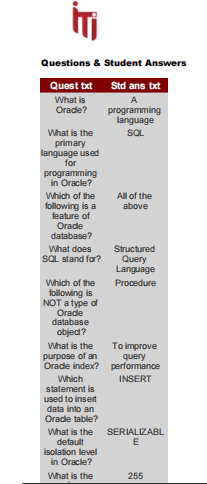 iTi
Questions & Student Answers
Quest txt Std ans txt
What is A
Oracle? programming
language
What is the SQL
primary
language used
for
programming
in Oracle?
Which of the All of the
following is a above
feature of
Oracle
database?
What does Structured
SQL stand for? Query
Language
Which of the Procedure
following is
NOT a type of
Oracle
database
object?
What is the To improve
purpose of an query
Oracle index? performance
Which INSERT
statement is
used to insert
data into an
Oracle table?
What is the SERIALIZABL
default E
isolation level
in Oracle?
What is the 255